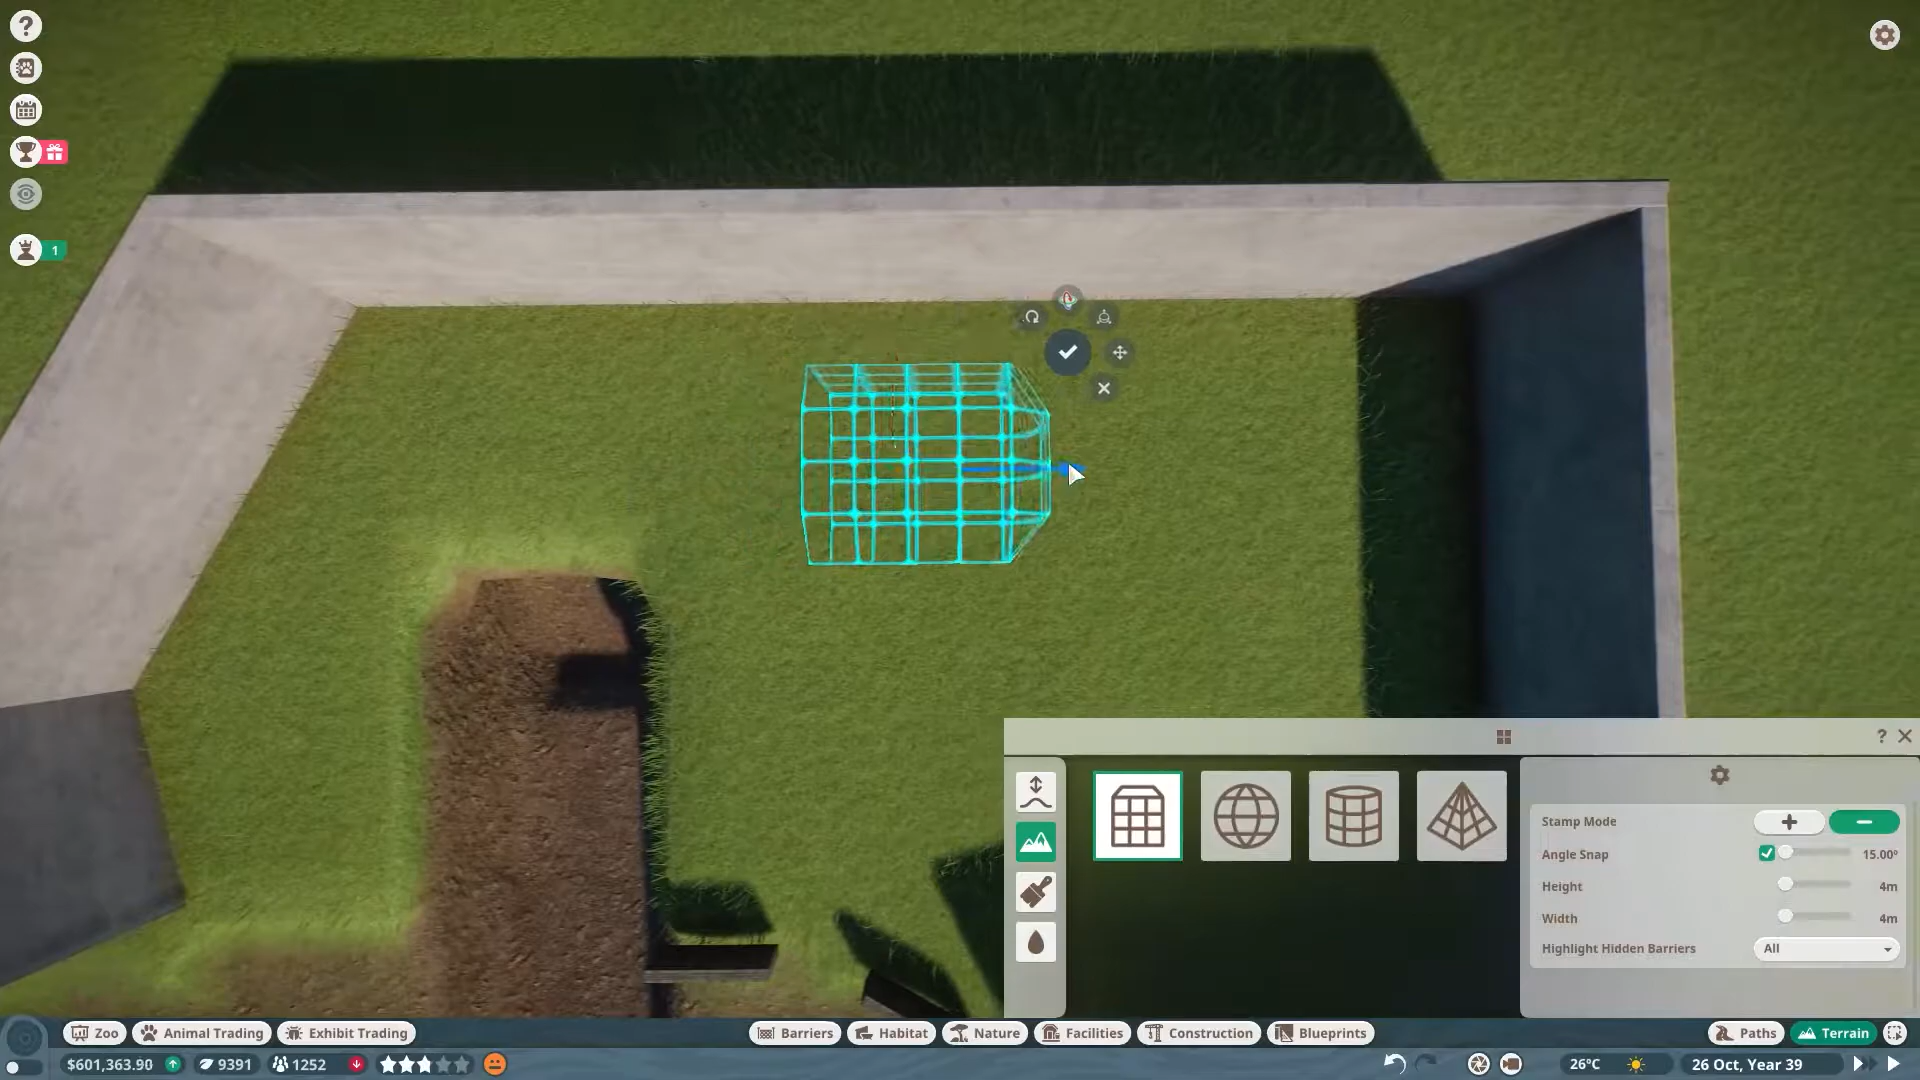 1
Stamp Mode
Angle Snap 15.00°
Height 4m
Width 4m
Highlight Hidden Barriers All
Zoo Animal Trading Exhibit Trading Barriers Habitat Nature Facilities Construction Blueprints Paths Terrain
$601,363.90 9391 1252 26°C 26 Oct, Year 39